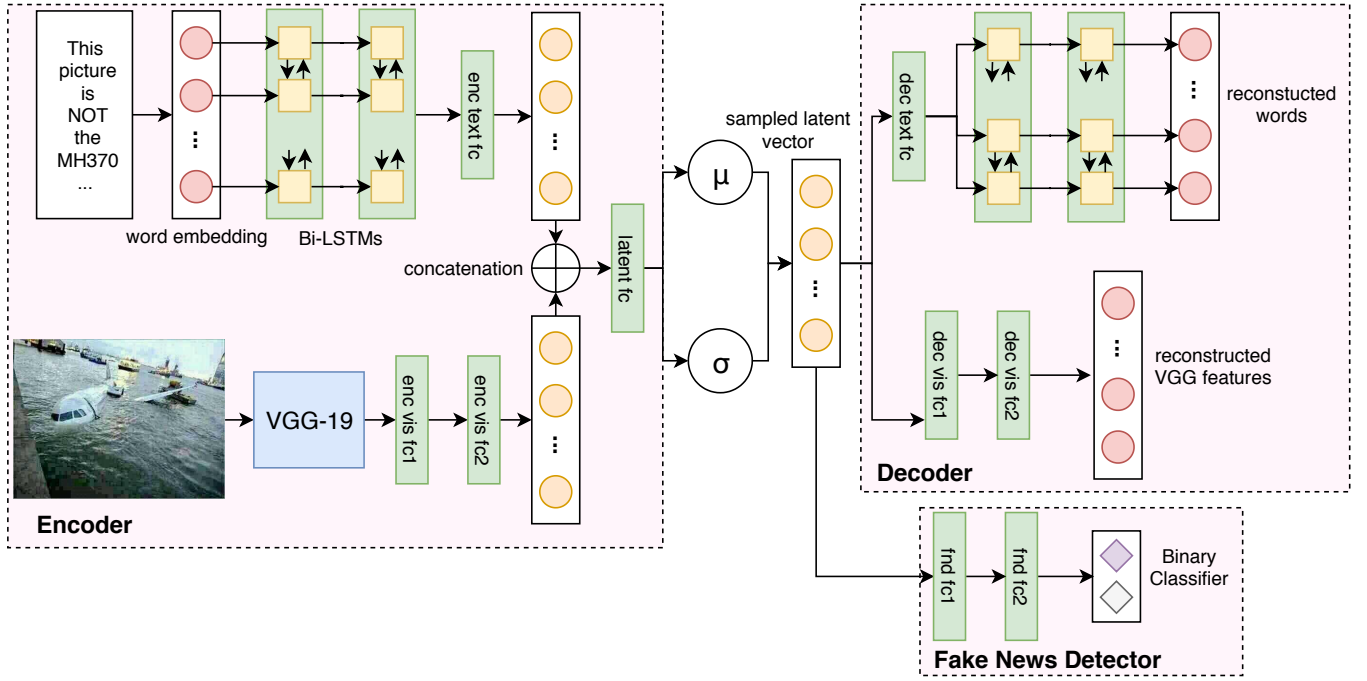 This
picture
is
NOT
the
MH370
...
word embedding
Bi-LSTMs
enc text fc
concatenation
latent fc
VGG-19
enc vis fc1
enc vis fc2
Encoder
μ
σ
sampled latent
vector
dec text fc
reconstucted
words
dec vis fc1
dec vis fc2
reconstructed
VGG features
Decoder
fnd fc1
fnd fc2
Binary
Classifier
Fake News Detector